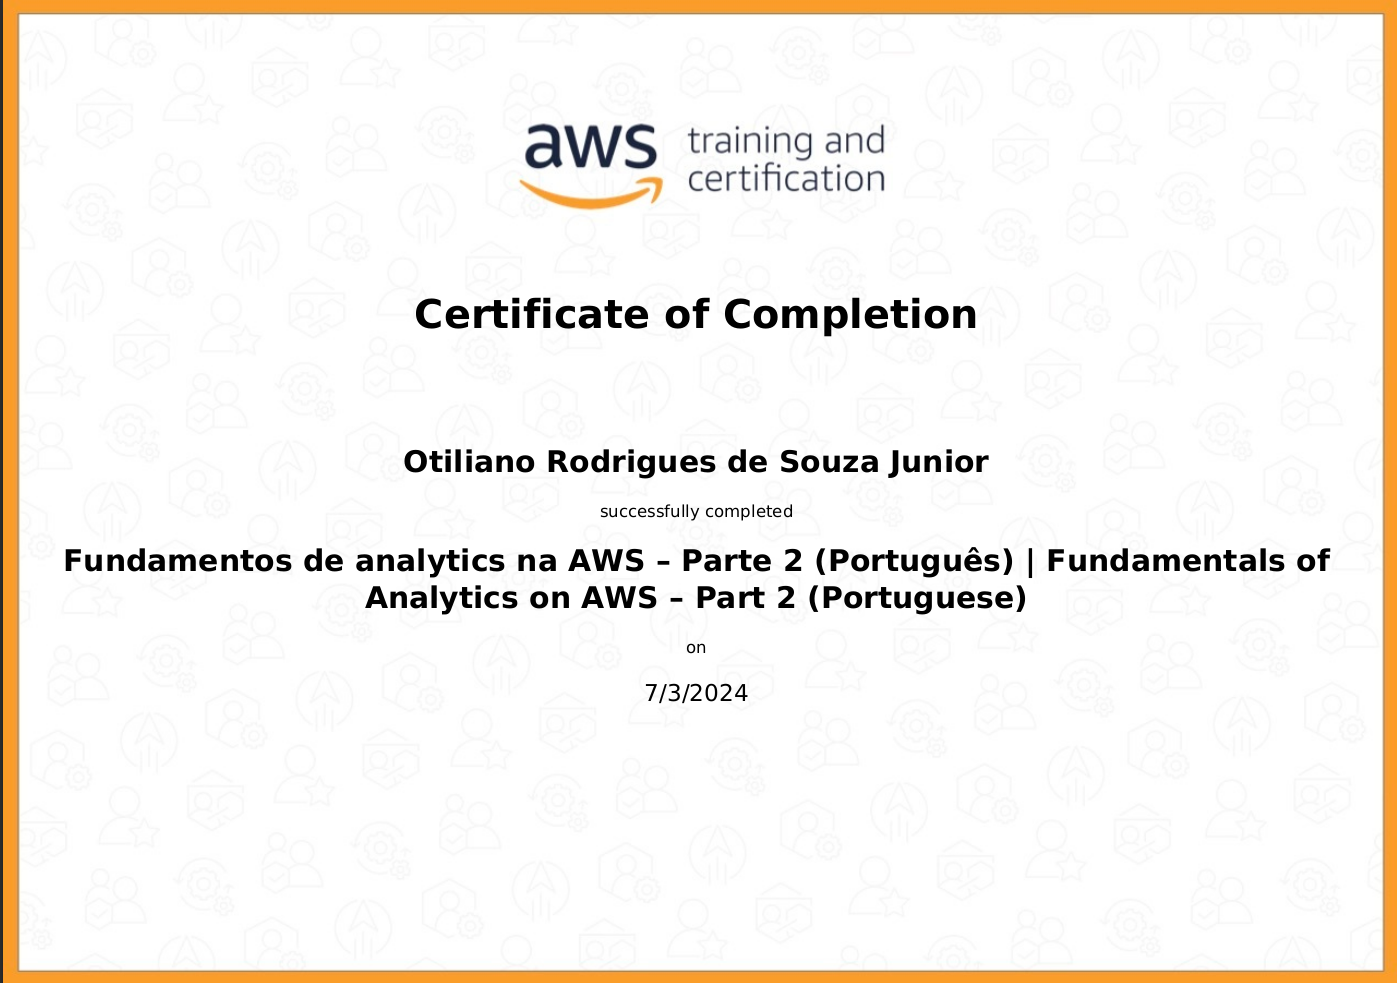 aws training and
certification
Certificate of Completion
Otiliano Rodrigues de Souza Junior
successfully completed
Fundamentos de analytics na AWS – Parte 2 (Português) | Fundamentals of
Analytics on AWS – Part 2 (Portuguese)
on
7/3/2024